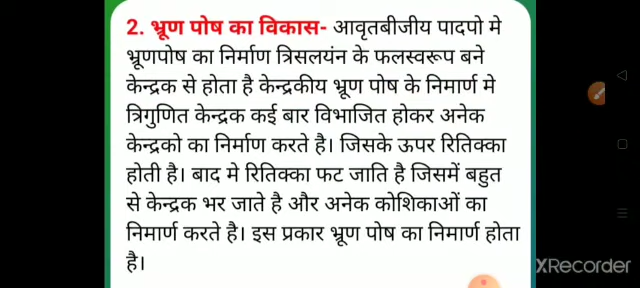 2. भ्रूण पोष का विकास- आवृतबीजीय पादपो मे
भ्रूणपोष का निर्माण त्रिसलयंन के फलस्वरूप बने
केन्द्रक से होता है केन्द्रकीय भ्रूण पोष के निमार्ण मे
त्रिगुणित केन्द्रक कई बार विभाजित होकर अनेक
केन्द्रको का निर्माण करते है। जिसके ऊपर रितिक्का
होती है। बाद मे रितिक्का फट जाति है जिसमें बहुत
से केन्द्रक भर जाते है और अनेक कोशिकाओं का
निमार्ण करते है। इस प्रकार भ्रूण पोष का निमार्ण होता
है।
XRecorder